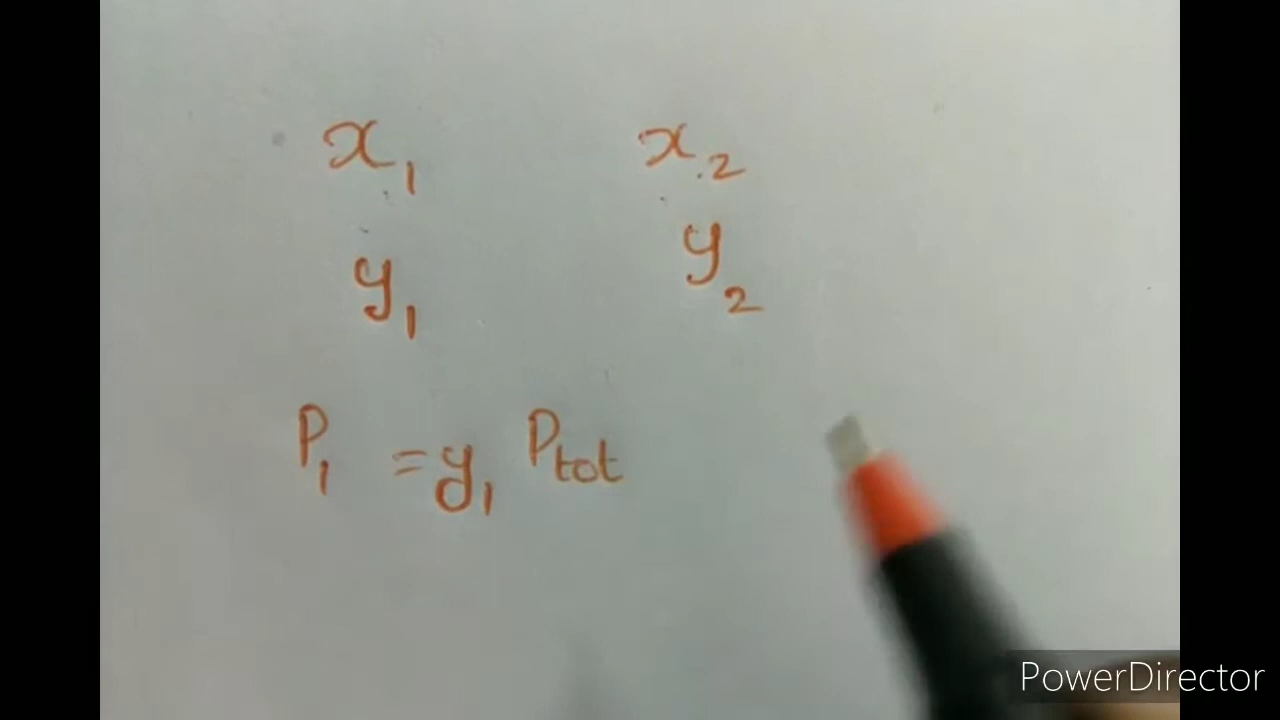 x₁ x₂
y₁ y₂
P₁ = y₁ Ptot
PowerDirector